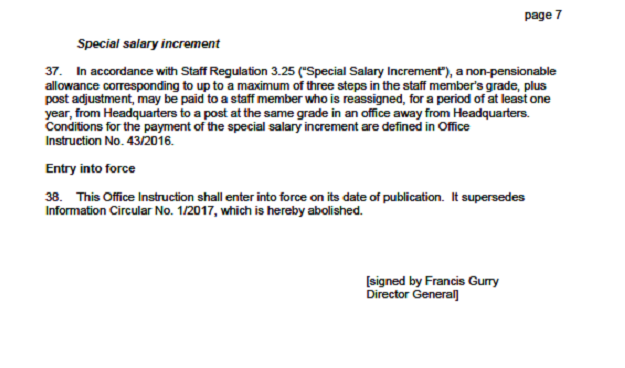 page 7
Special salary increment
37. In accordance with Staff Regulation 3.25 ("Special Salary Increment"), a non-pensionable
allowance corresponding to up to a maximum of three steps in the staff member's grade, plus
post adjustment, may be paid to a staff member who is reassigned, for a period of at least one
year, from Headquarters to a post at the same grade in an office away from Headquarters.
Conditions for the payment of the special salary increment are defined in Office
Instruction No. 43/2016.
Entry into force
38. This Office Instruction shall enter into force on its date of publication. It supersedes
Information Circular No. 1/2017, which is hereby abolished.
[signed by Francis Gurry
Director General]